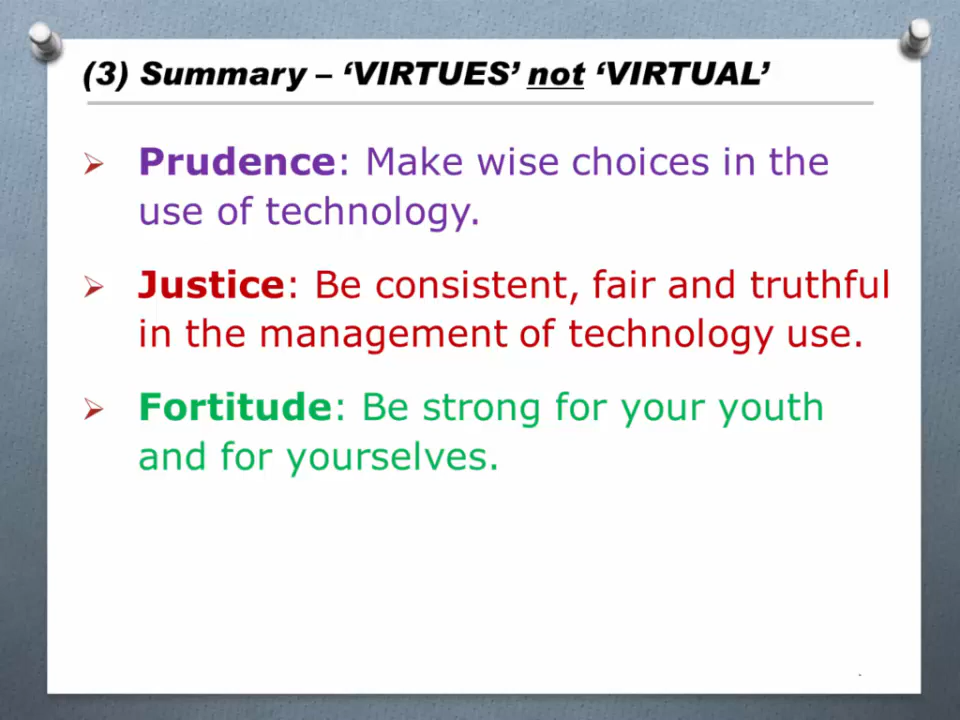 (3) Summary – ‘VIRTUES’ not ‘VIRTUAL’
Prudence: Make wise choices in the
use of technology.
Justice: Be consistent, fair and truthful
in the management of technology use.
Fortitude: Be strong for your youth
and for yourselves.